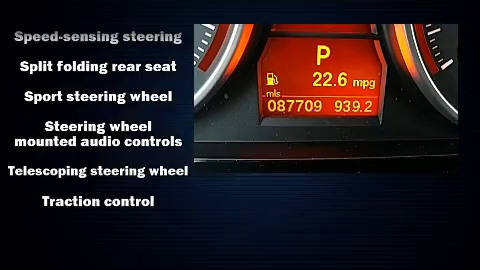 Speed-sensing steering
Split folding rear seat
Sport steering wheel
Steering wheel
mounted audio controls
Telescoping steering wheel
Traction control
P
22.6 mpg
mls
087709 939.2